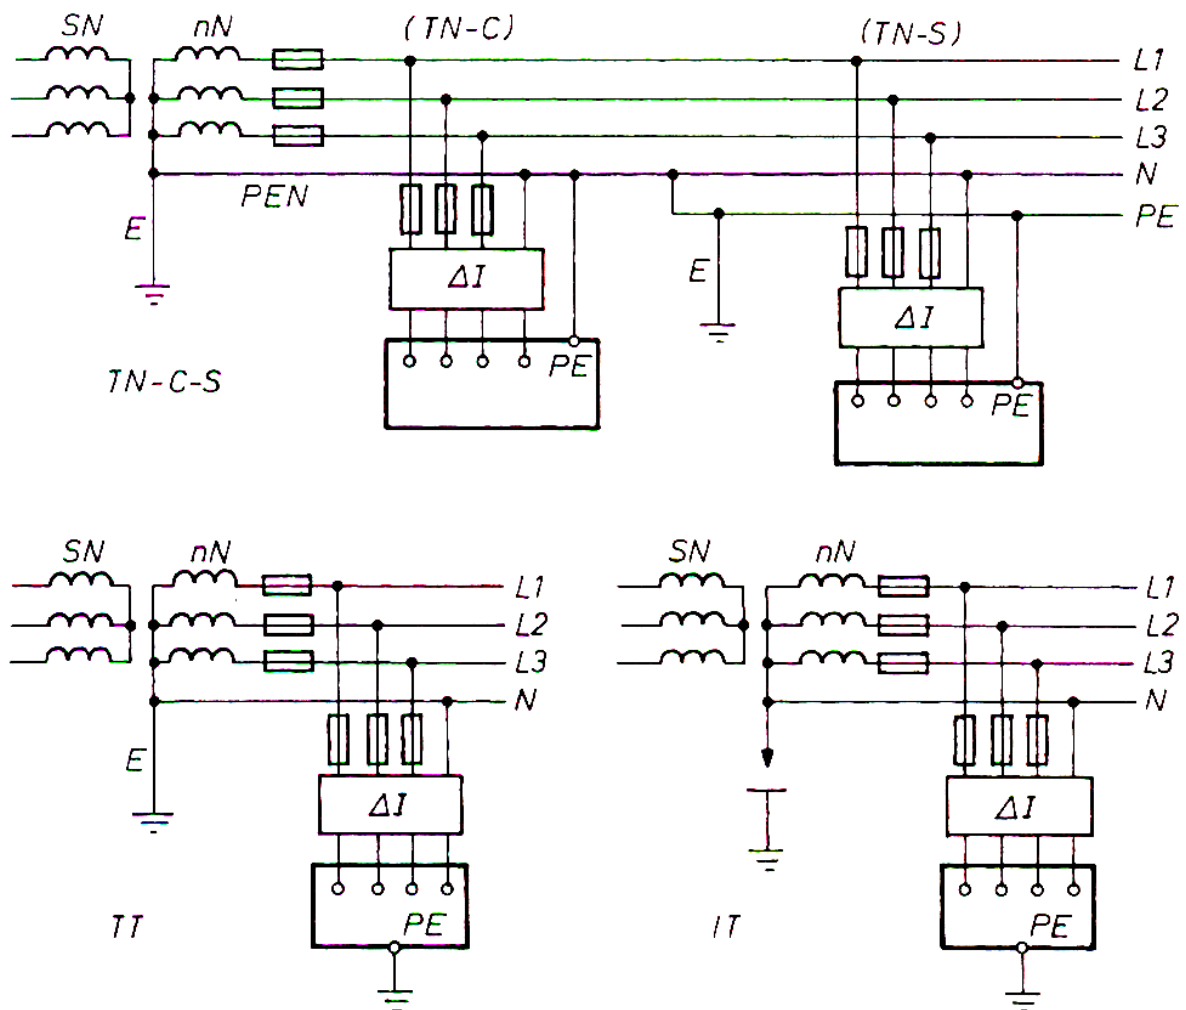 SN nN (TN-C) (TN-S)
L1
L2
L3
N
PEN
PE
E
E
ΔI
ΔI
PE
TN-C-S
PE
SN nN
L1
L2
L3
N
E
ΔI
PE
TT
SN nN
L1
L2
L3
N
ΔI
PE
IT